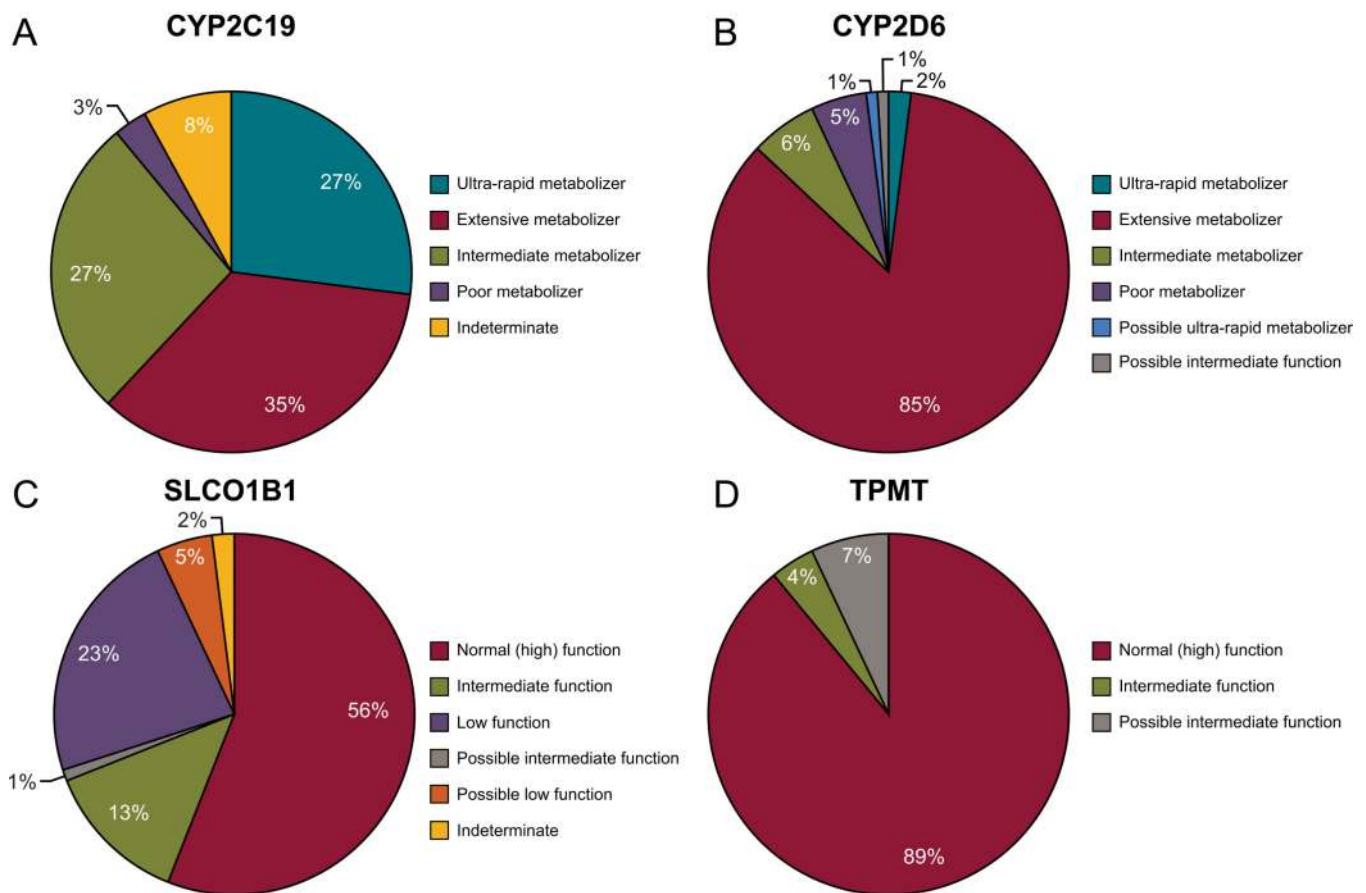 A
CYP2C19
3%
8%
27%
27%
35%
Ultra-rapid metabolizer
Extensive metabolizer
Intermediate metabolizer
Poor metabolizer
Indeterminate
B
CYP2D6
1%
1%
2%
5%
6%
85%
Ultra-rapid metabolizer
Extensive metabolizer
Intermediate metabolizer
Poor metabolizer
Possible ultra-rapid metabolizer
Possible intermediate function
C
SLCO1B1
2%
5%
23%
56%
1%
13%
Normal (high) function
Intermediate function
Low function
Possible intermediate function
Possible low function
Indeterminate
D
TPMT
7%
4%
89%
Normal (high) function
Intermediate function
Possible intermediate function